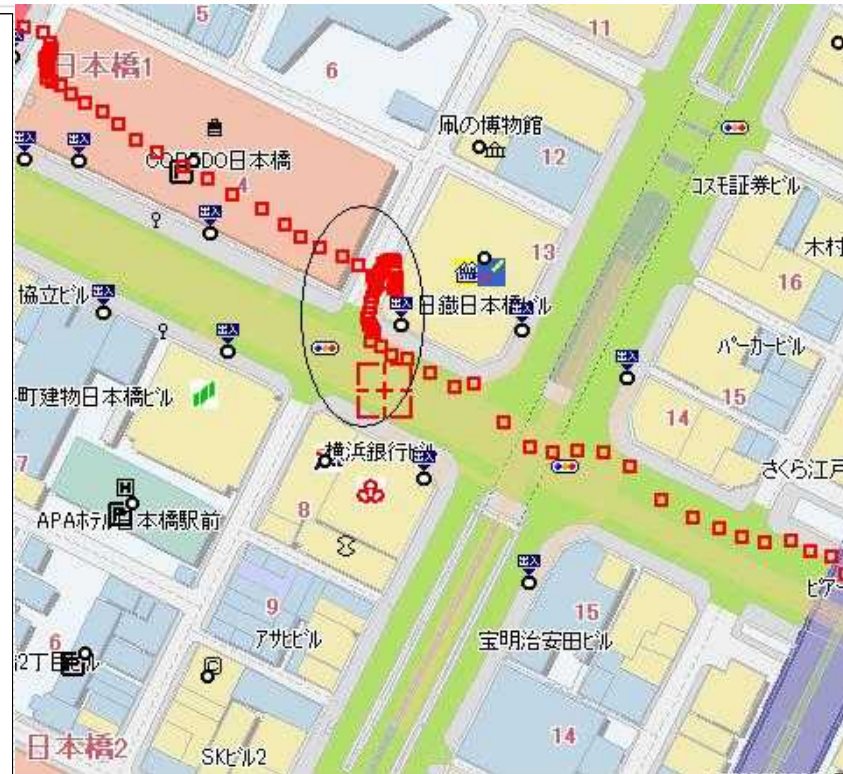 5
11
日本橋1
6
凧の博物館
12
出入
出入
COREDO日本橋
4
出入
コスモ証券ビル
13
木村
16
協立ビル
出入
出入
日鐵日本橋ビル
出入
出入
出入
パーカービル
15
町建物日本橋ビル
14
横浜銀行ビル
出入
さくら江戸
7
H
8
APAホテル日本橋駅前
出入
9
15
アサヒビル
宝明治安田ビル
6
C
14
日本橋2
SKビル2